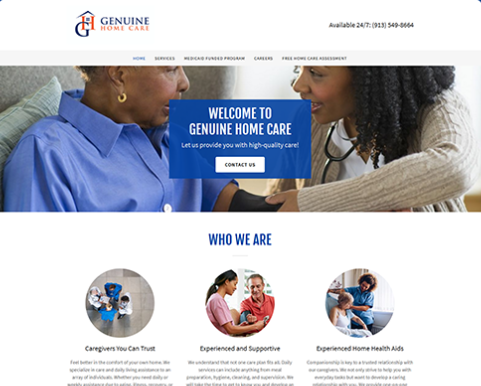 GENUINE
HOME CARE
Available 24/7: (913) 549-8664
HOME SERVICES MEDICAID FUNDED PROGRAM CAREERS FREE HOME CARE ASSESSMENT
WELCOME TO
GENUINE HOME CARE
Let us provide you with high-quality care!
CONTACT US
WHO WE ARE
Caregivers You Can Trust
Feel better in the comfort of your own home. We
specialize in care and daily living assistance to an
array of individuals. Whether you need daily or
weekly assistance due to aging, illness, recovery, or
Experienced and Supportive
We understand that not one care plan fits all. Daily
services can include anything from meal
preparation, hygiene, cleaning, and supervision. We
will take the time to get to know you and develop an
Experienced Home Health Aids
Companionship is key to a trusted relationship with
our caregivers. We not only strive to help you with
everyday tasks but want to develop a caring
relationship with you. We provide one-on-one